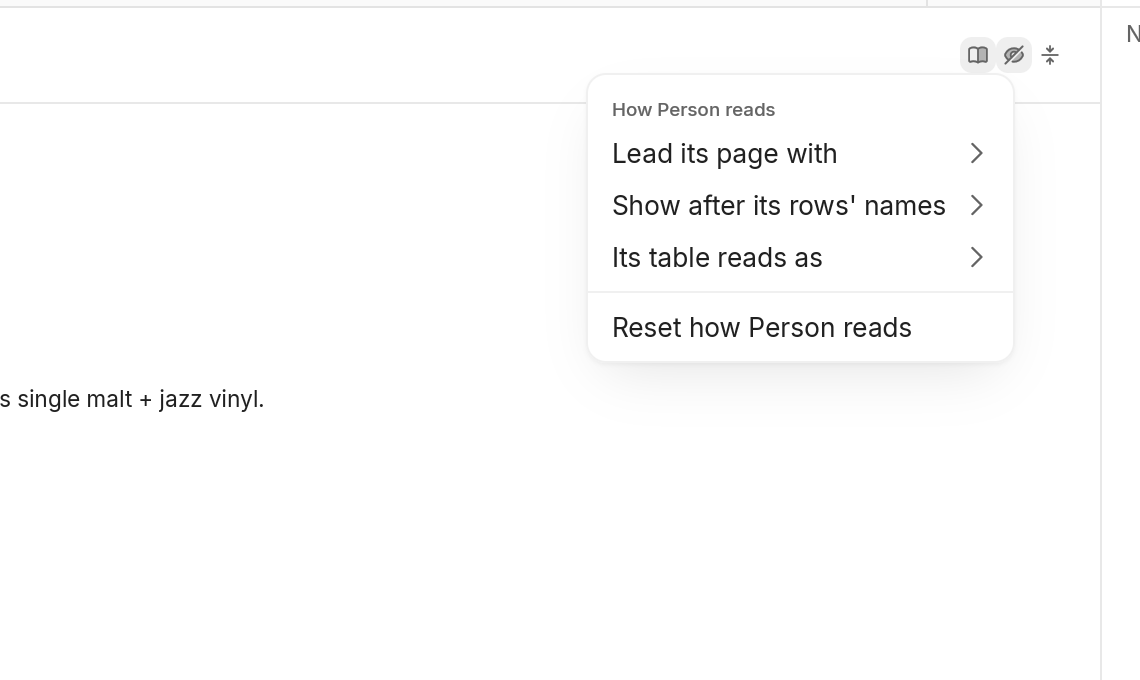 N
How Person reads
Lead its page with
Show after its rows' names
Its table reads as
Reset how Person reads
s single malt + jazz vinyl.